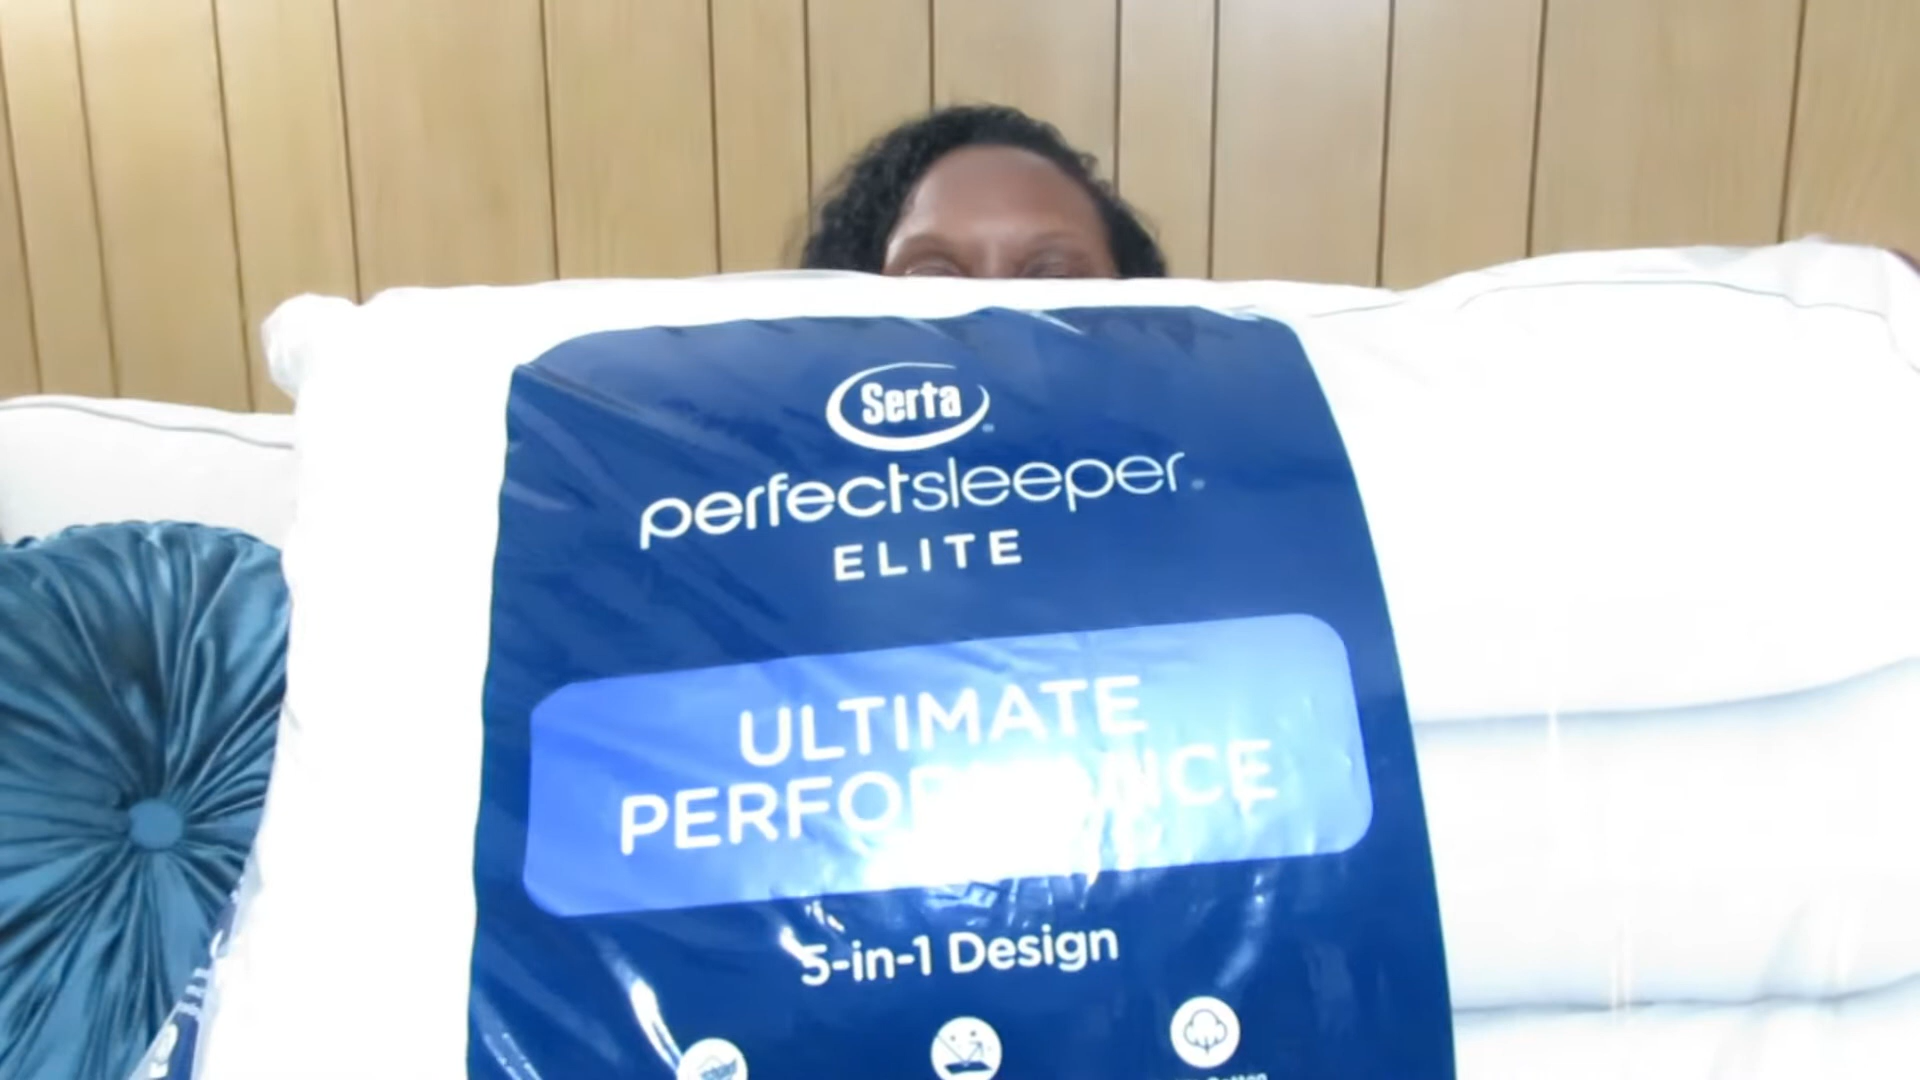 Serta
perfectsleeper
ELITE
ULTIMATE
PERFORMANCE
5-in-1 Design